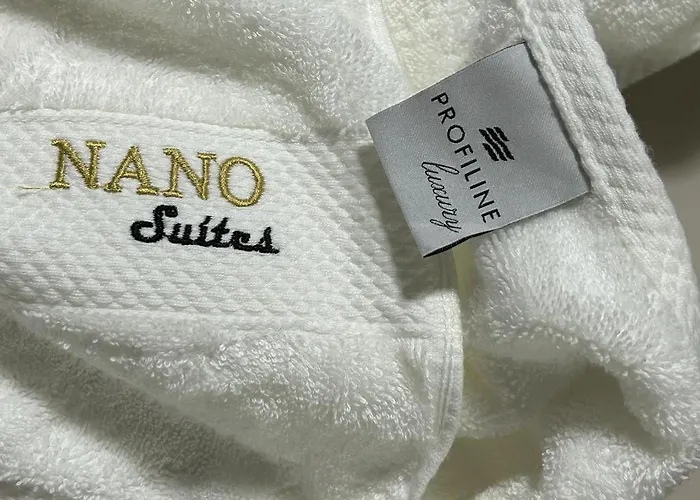 NANO
Suites
PROFILINE
luxury